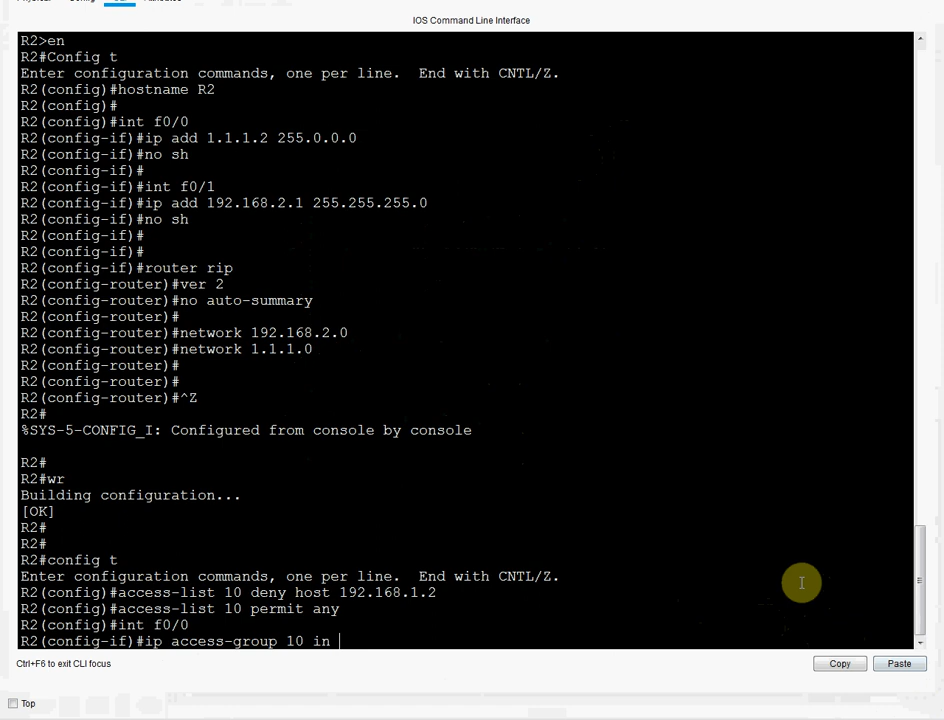 IOS Command Line Interface
R2>en
R2#Config t
Enter configuration commands, one per line.  End with CNTL/Z.
R2(config)#hostname R2
R2(config)#
R2(config)#int f0/0
R2(config-if)#ip add 1.1.1.2 255.0.0.0
R2(config-if)#no sh
R2(config-if)#
R2(config-if)#int f0/1
R2(config-if)#ip add 192.168.2.1 255.255.255.0
R2(config-if)#no sh
R2(config-if)#
R2(config-if)#
R2(config-if)#router rip
R2(config-router)#ver 2
R2(config-router)#no auto-summary
R2(config-router)#
R2(config-router)#network 192.168.2.0
R2(config-router)#network 1.1.1.0
R2(config-router)#
R2(config-router)#
R2(config-router)#^Z
R2#
%SYS-5-CONFIG_I: Configured from console by console
R2#
R2#wr
Building configuration...
[OK]
R2#
R2#
R2#config t
Enter configuration commands, one per line.  End with CNTL/Z.
R2(config)#access-list 10 deny host 192.168.1.2
R2(config)#access-list 10 permit any
R2(config)#int f0/0
R2(config-if)#ip access-group 10 in
Ctrl+F6 to exit CLI focus
Copy
Paste
Top